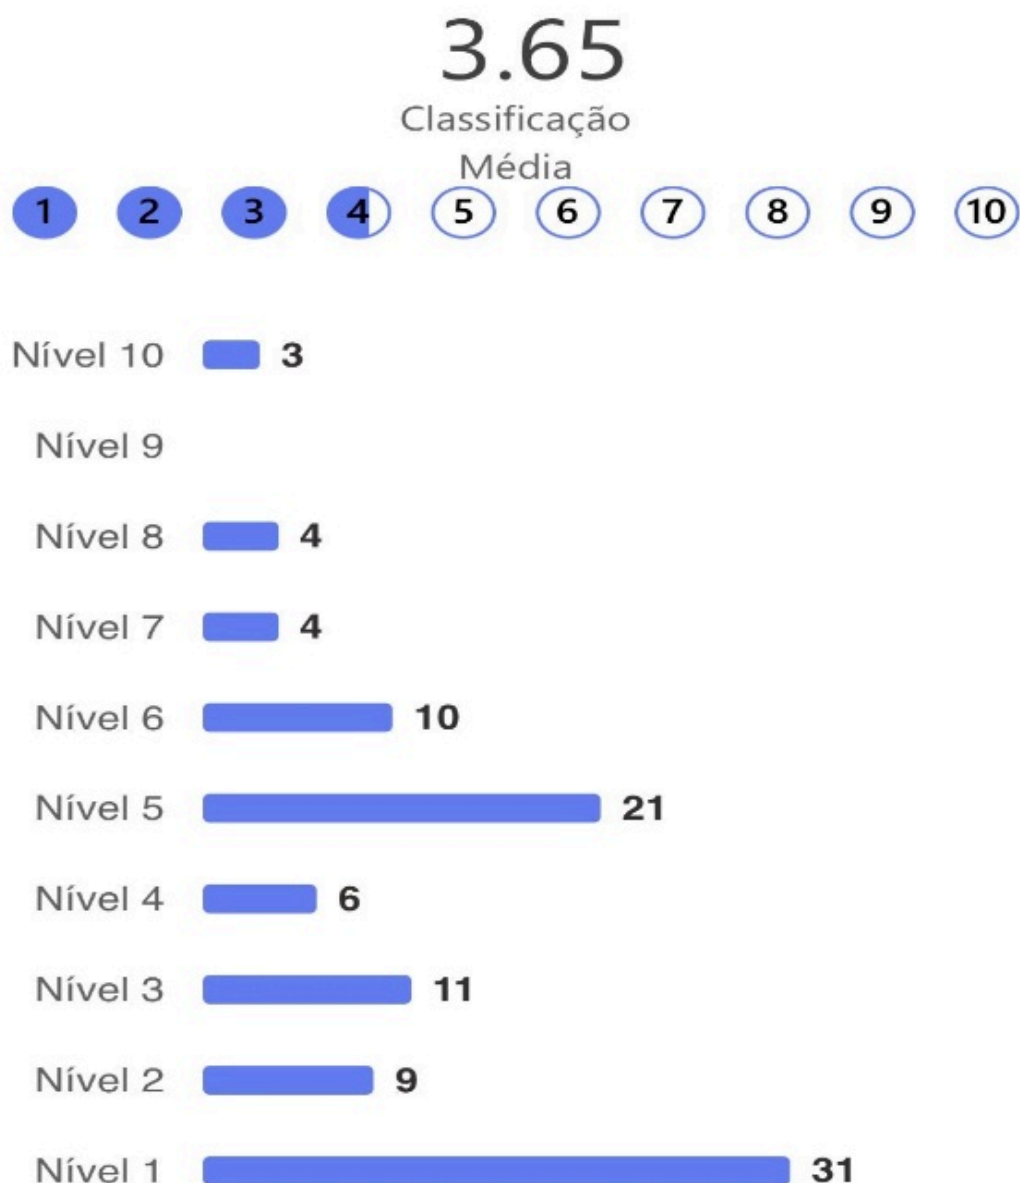 3.65
Classificação
Média
1 2 3 4 5 6 7 8 9 10
Nível 10 3
Nível 9
Nível 8 4
Nível 7 4
Nível 6 10
Nível 5 21
Nível 4 6
Nível 3 11
Nível 2 9
Nível 1 31